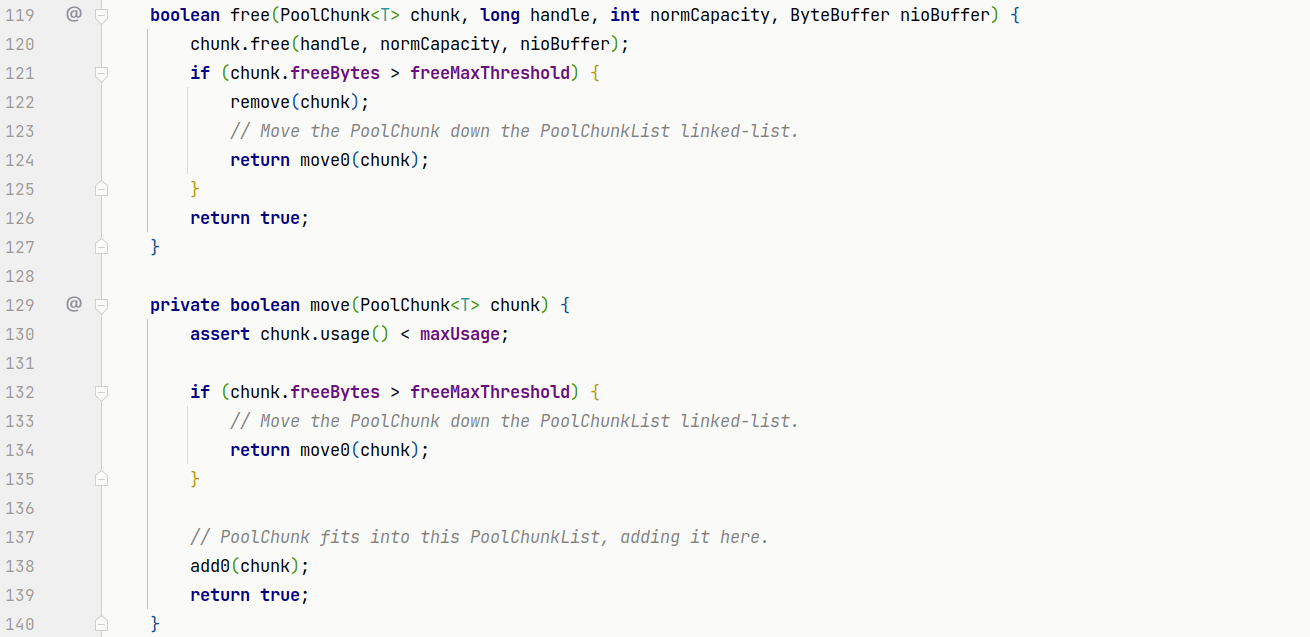 119 @ boolean free(PoolChunk<T> chunk, long handle, int normCapacity, ByteBuffer nioBuffer) {
120 chunk.free(handle, normCapacity, nioBuffer);
121 if (chunk.freeBytes > freeMaxThreshold) {
122 remove(chunk);
123 // Move the PoolChunk down the PoolChunkList linked-list.
124 return move0(chunk);
125 }
126 return true;
127 }
128
129 @ private boolean move(PoolChunk<T> chunk) {
130 assert chunk.usage() < maxUsage;
131
132 if (chunk.freeBytes > freeMaxThreshold) {
133 // Move the PoolChunk down the PoolChunkList linked-list.
134 return move0(chunk);
135 }
136
137 // PoolChunk fits into this PoolChunkList, adding it here.
138 add0(chunk);
139 return true;
140 }